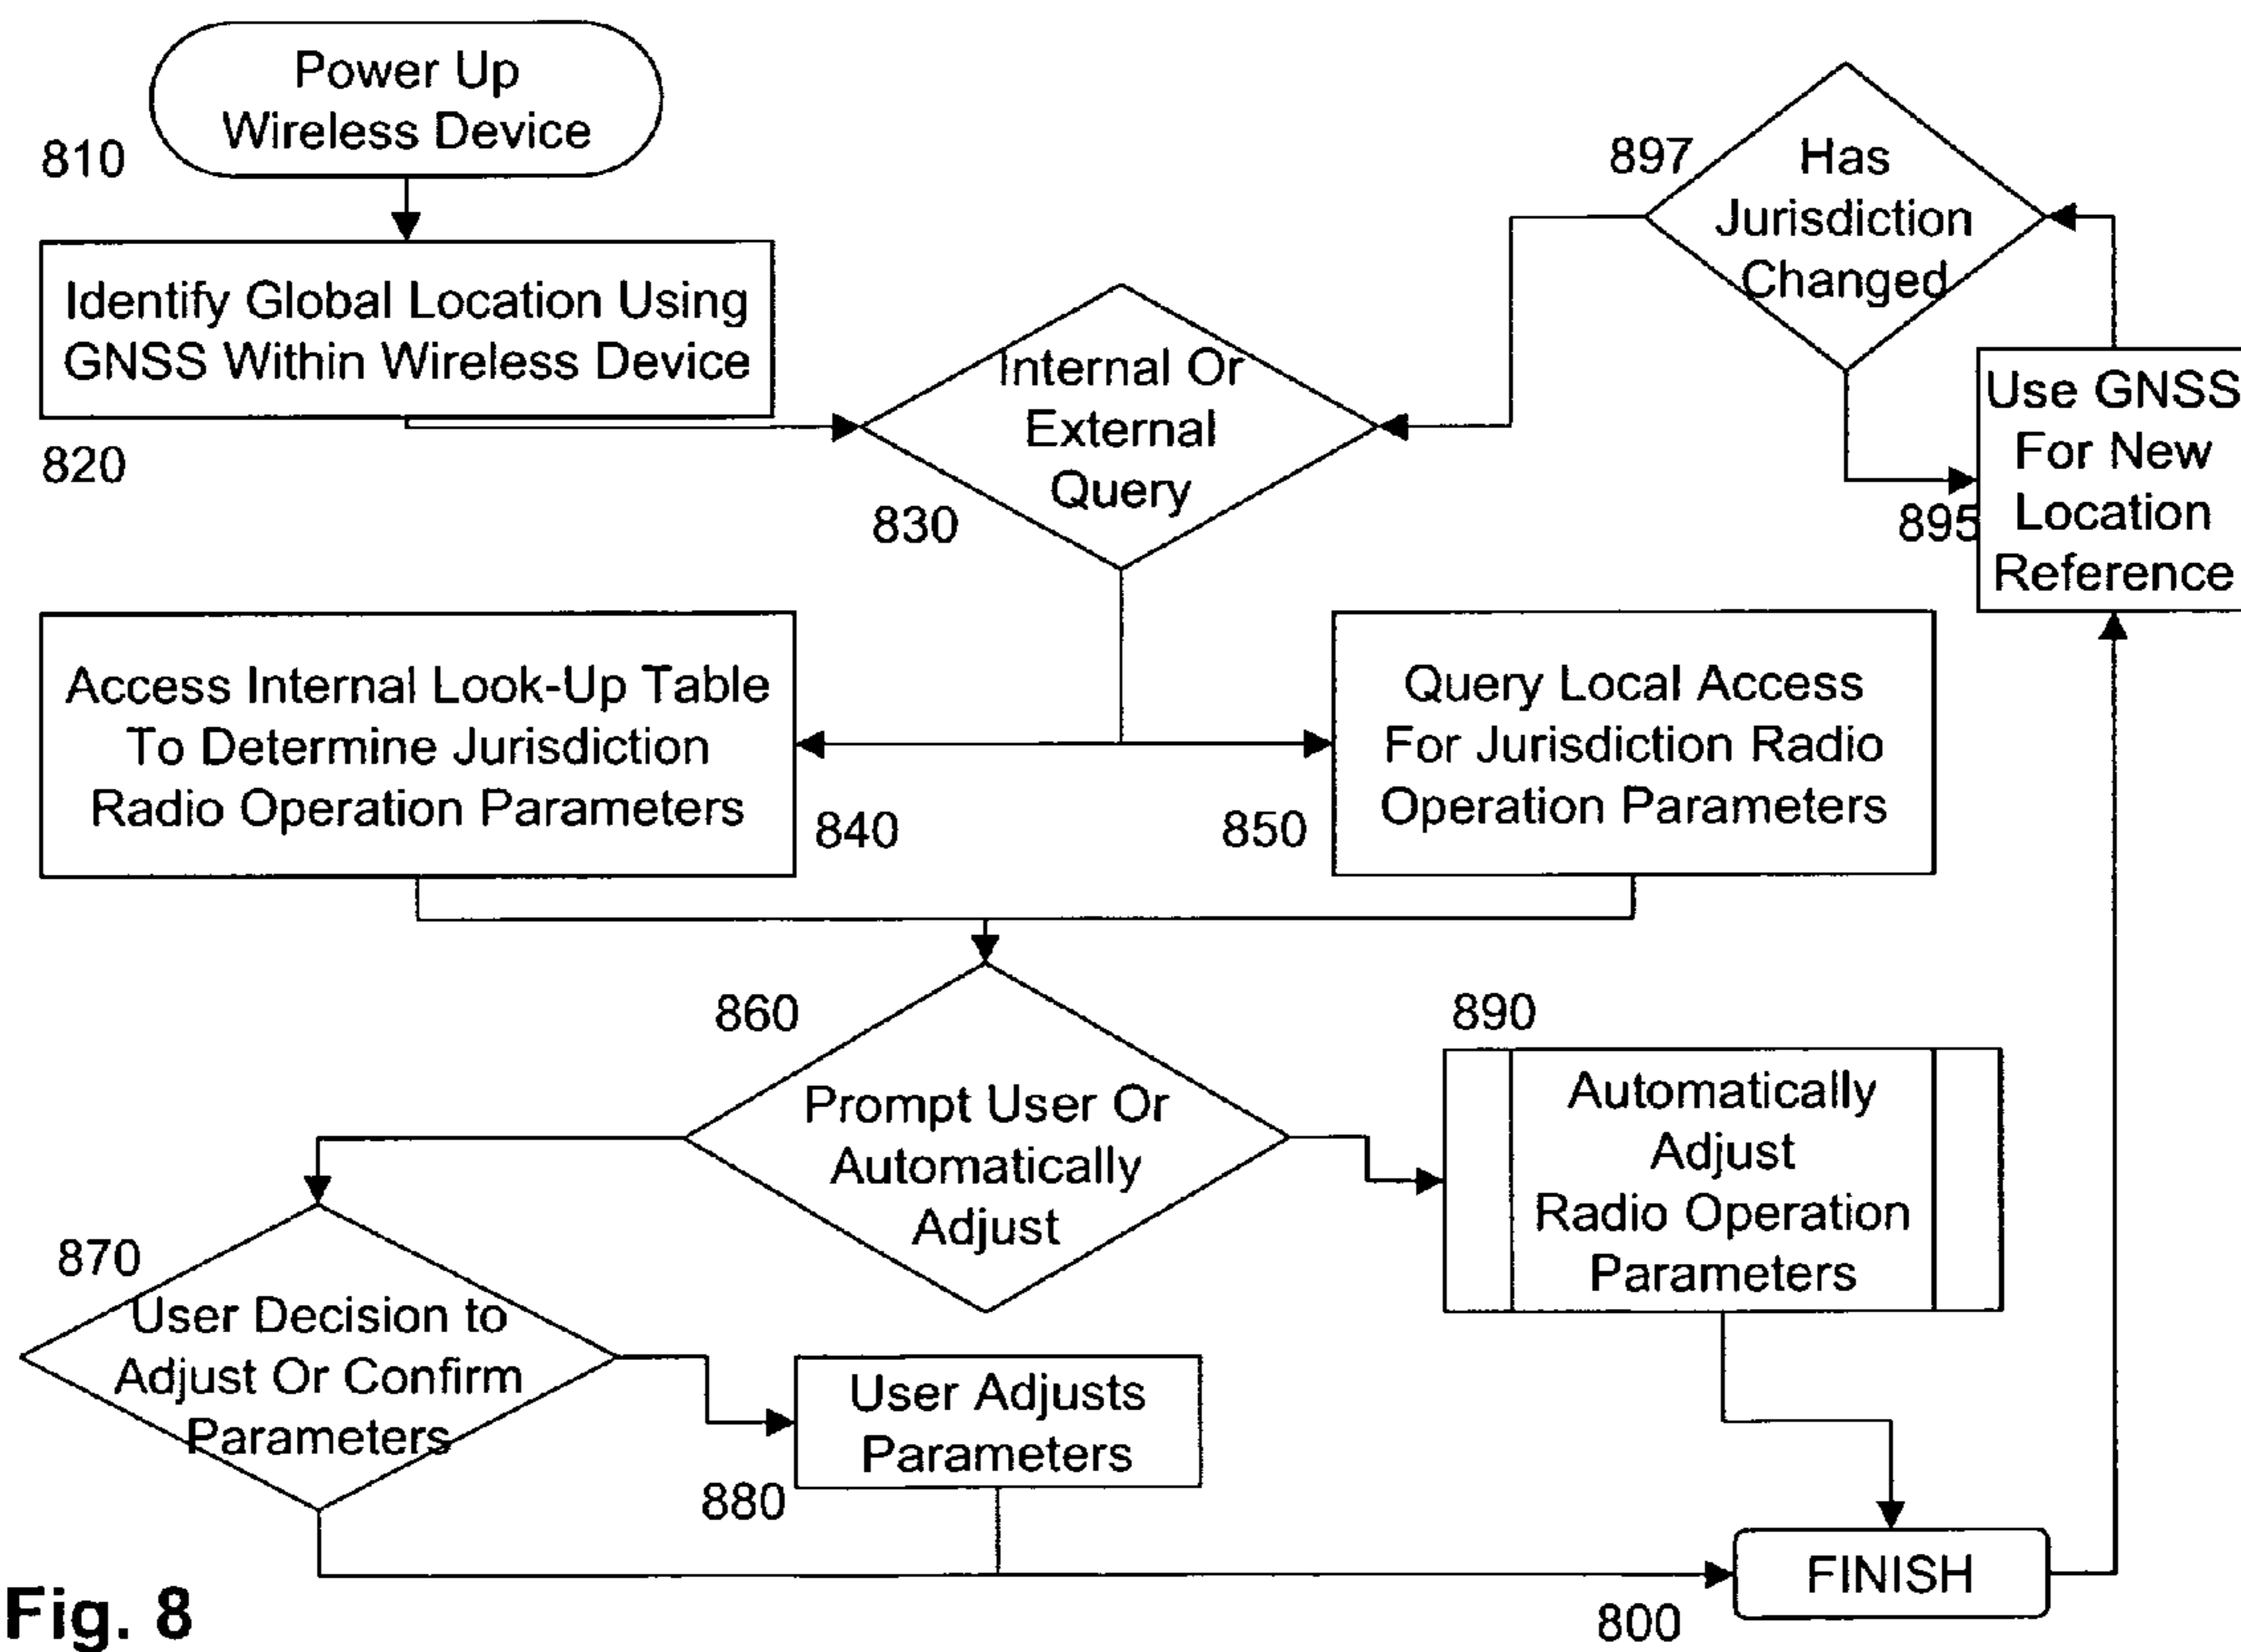 Power Up
Wireless Device
810
Identify Global Location Using
GNSS Within Wireless Device
820
Internal Or
External
Query
830
897
Has
Jurisdiction
Changed
Use GNSS
For New
Location
Reference
895
Access Internal Look-Up Table
To Determine Jurisdiction
Radio Operation Parameters
840
850
Query Local Access
For Jurisdiction Radio
Operation Parameters
860
Prompt User Or
Automatically
Adjust
890
Automatically
Adjust
Radio Operation
Parameters
870
User Decision to
Adjust Or Confirm
Parameters
User Adjusts
Parameters
880
FINISH
800
Fig. 8